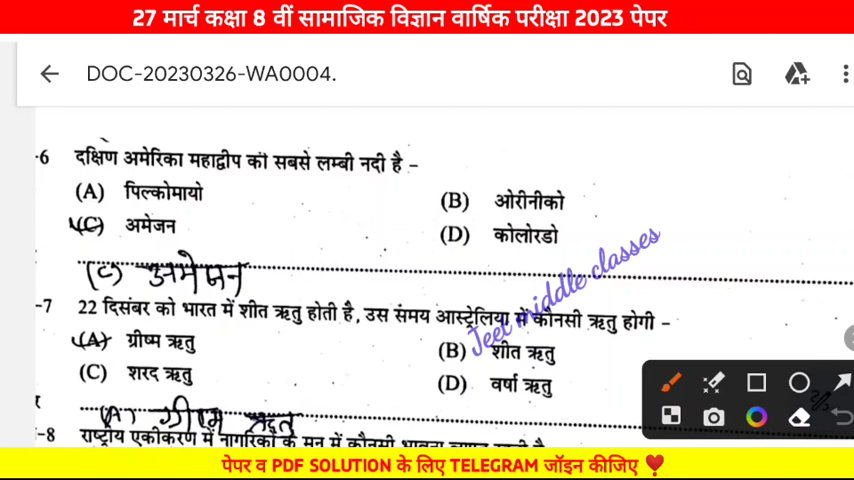 27 मार्च कक्षा 8 वीं सामाजिक विज्ञान वार्षिक परीक्षा 2023 पेपर
DOC-20230326-WA0004.
-6 दक्षिण अमेरिका महाद्वीप की सबसे लम्बी नदी है –
(A) पिल्कोमायो
(B) ओरीनीको
(C) अमेजन
(D) कोलोरडो
(C) अमेजन
Jeet middle classes
-7 22 दिसंबर को भारत में शीत ऋतु होती है, उस समय आस्ट्रेलिया में कौनसी ऋतु होगी –
(A) ग्रीष्म ऋतु
(B) शीत ऋतु
(C) शरद ऋतु
(D) वर्षा ऋतु
(A) ग्रीष्म ऋतु
-8 राष्ट्रीय एकीकरण में नागरिकों के मन में कौनसी भावना
पेपर व PDF SOLUTION के लिए TELEGRAM जॉइन कीजिए